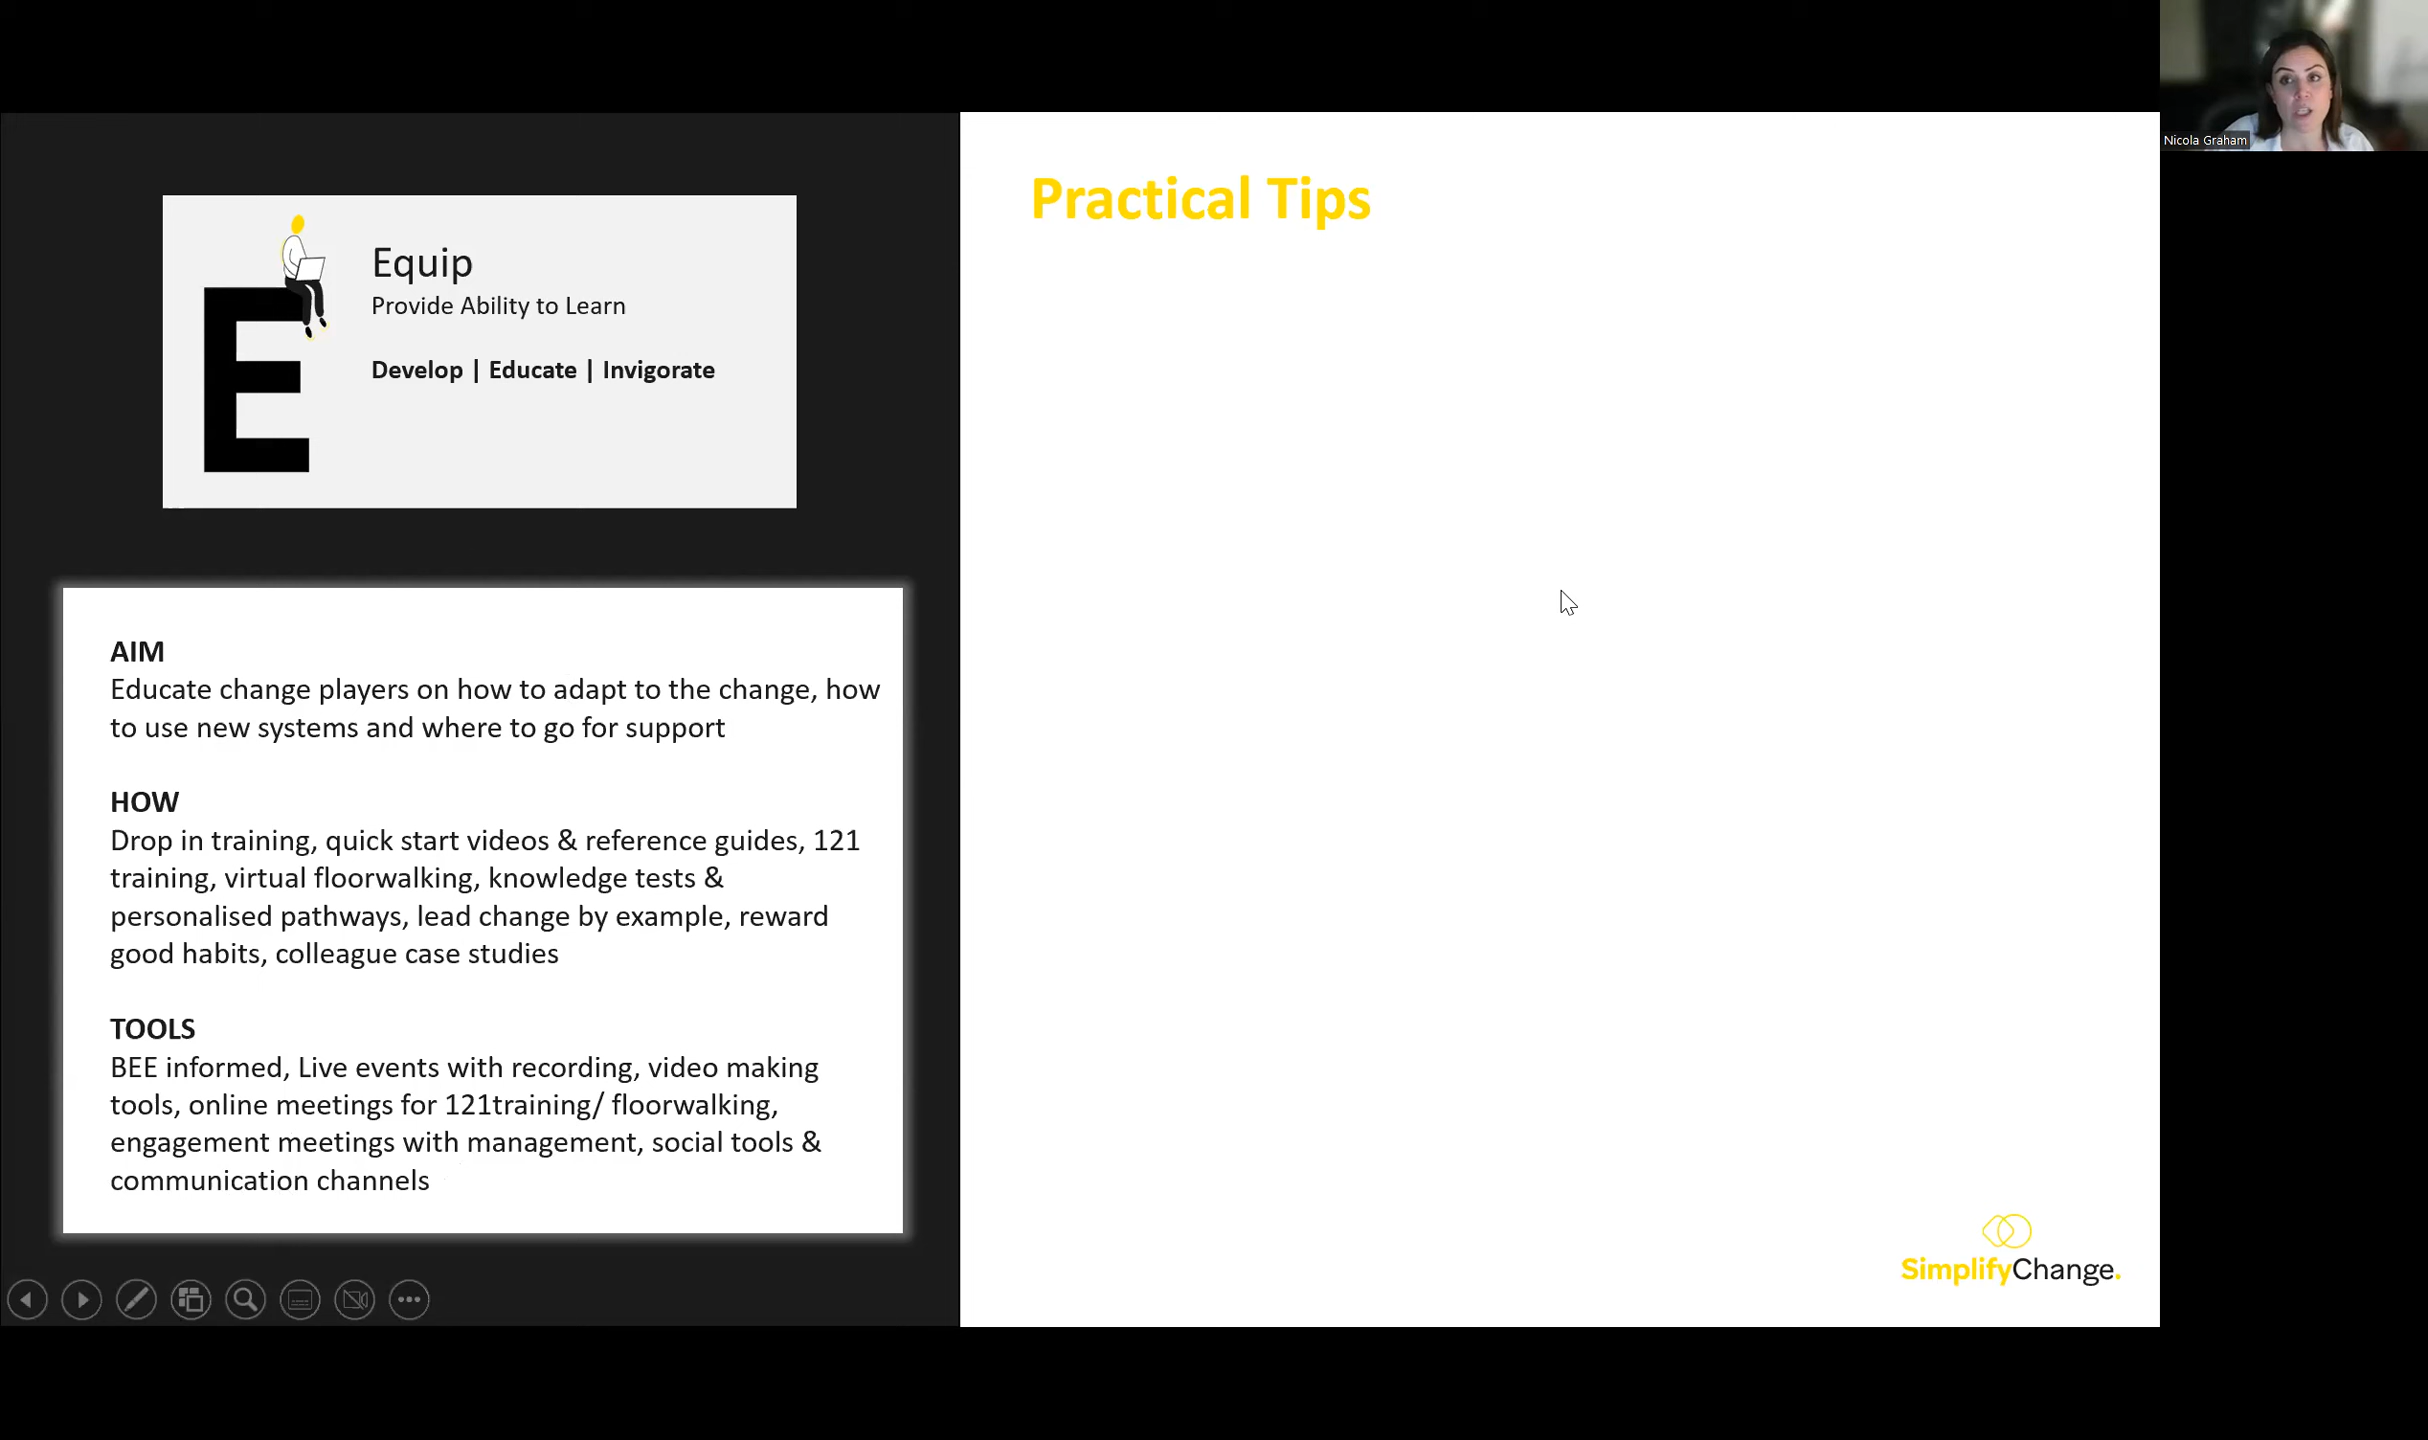 Nicola Graham
E
Equip
Provide Ability to Learn
Develop | Educate | Invigorate
AIM
Educate change players on how to adapt to the change, how
to use new systems and where to go for support
HOW
Drop in training, quick start videos & reference guides, 121
training, virtual floorwalking, knowledge tests &
personalised pathways, lead change by example, reward
good habits, colleague case studies
TOOLS
BEE informed, Live events with recording, video making
tools, online meetings for 121training/ floorwalking,
engagement meetings with management, social tools &
communication channels
Practical Tips
SimplifyChange.